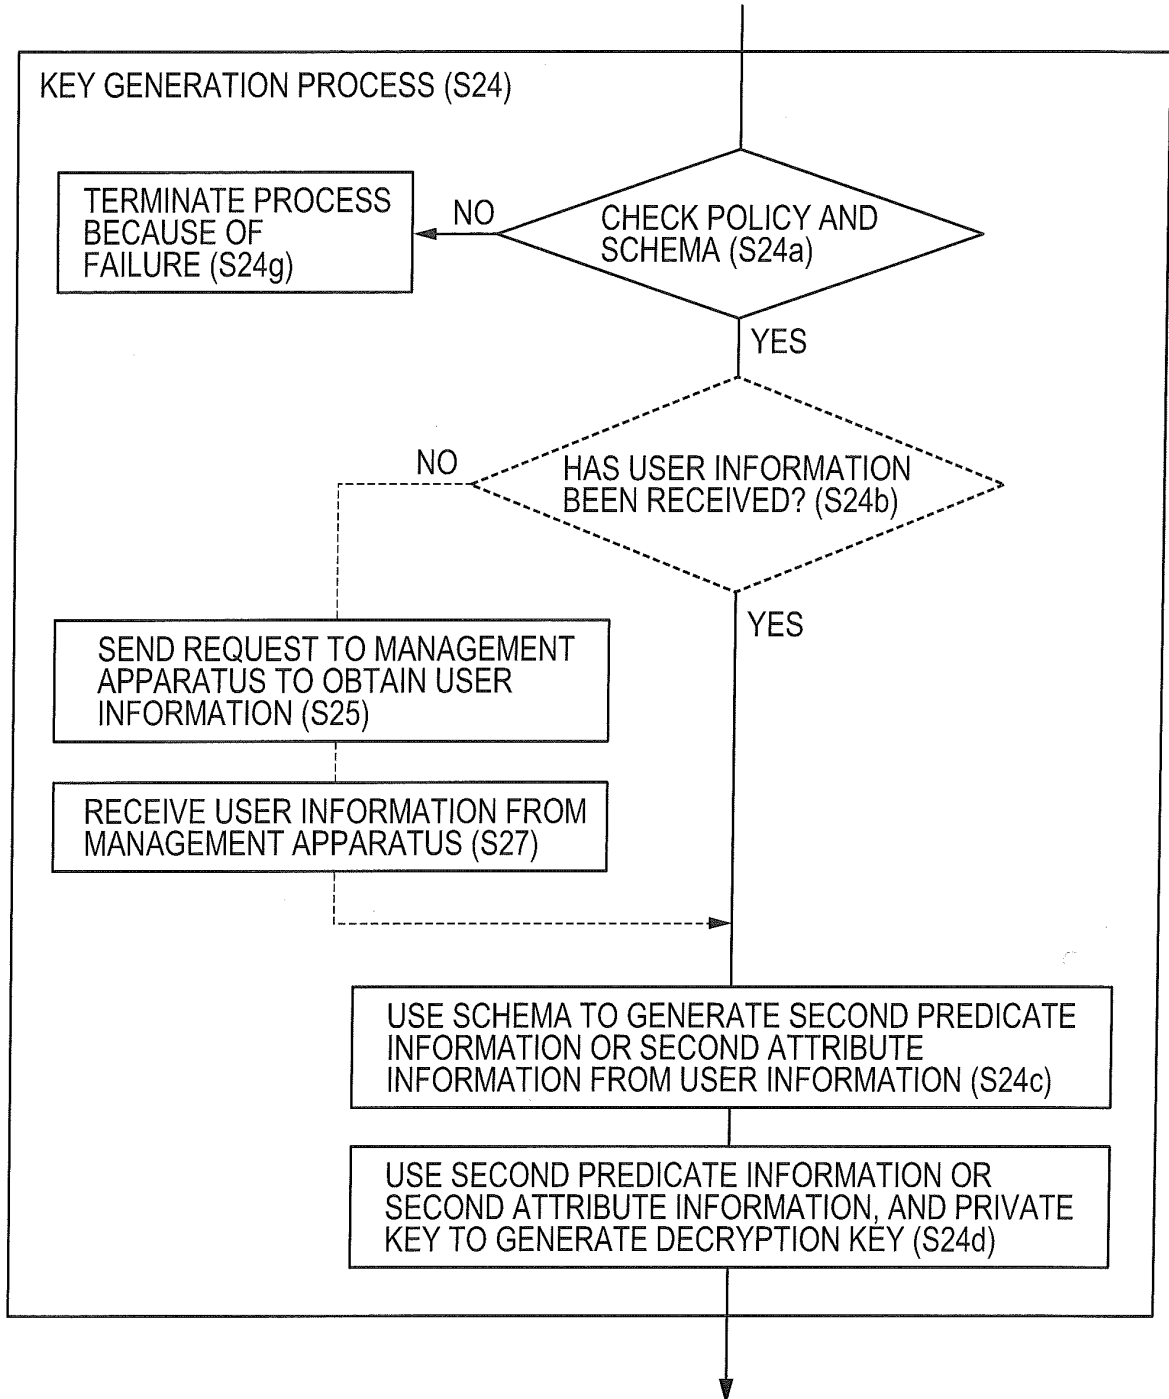 KEY GENERATION PROCESS (S24)
TERMINATE PROCESS
BECAUSE OF
FAILURE (S24g)
NO
CHECK POLICY AND
SCHEMA (S24a)
YES
NO
HAS USER INFORMATION
BEEN RECEIVED? (S24b)
YES
SEND REQUEST TO MANAGEMENT
APPARATUS TO OBTAIN USER
INFORMATION (S25)
RECEIVE USER INFORMATION FROM
MANAGEMENT APPARATUS (S27)
USE SCHEMA TO GENERATE SECOND PREDICATE
INFORMATION OR SECOND ATTRIBUTE
INFORMATION FROM USER INFORMATION (S24c)
USE SECOND PREDICATE INFORMATION OR
SECOND ATTRIBUTE INFORMATION, AND PRIVATE
KEY TO GENERATE DECRYPTION KEY (S24d)